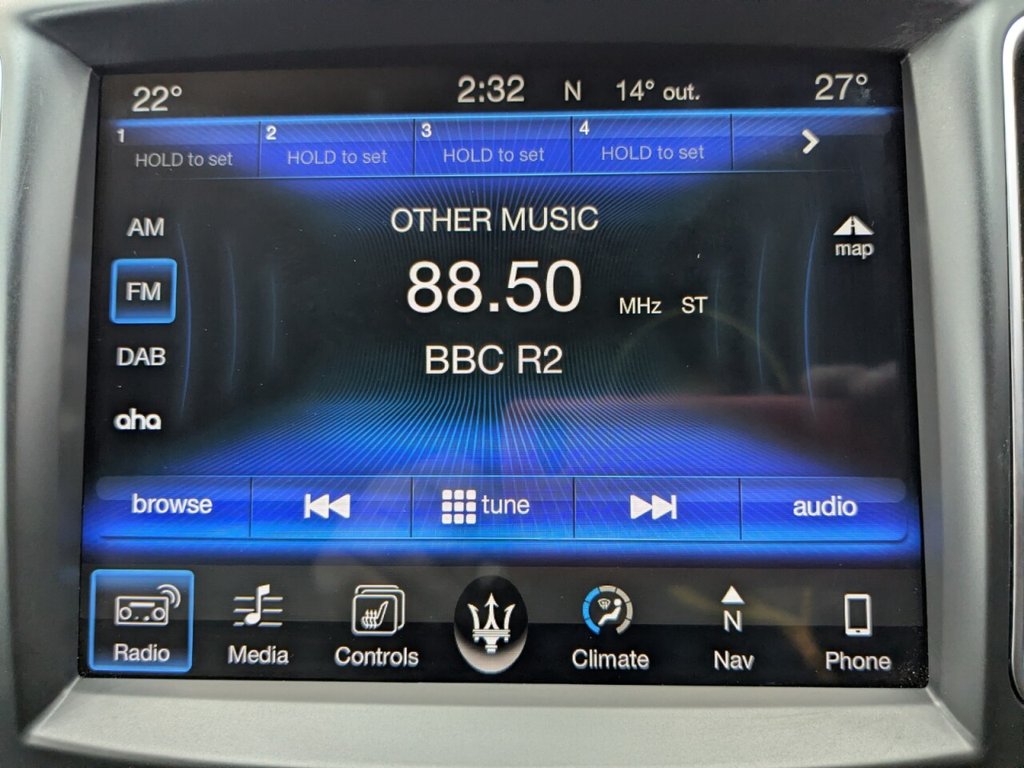 22° 2:32 N 14° out. 27°
1 HOLD to set 2 HOLD to set 3 HOLD to set 4 HOLD to set
OTHER MUSIC
AM
map
88.50 MHz ST
FM
BBC R2
DAB
aha
browse tune audio
N
Radio Media Controls Climate Nav Phone